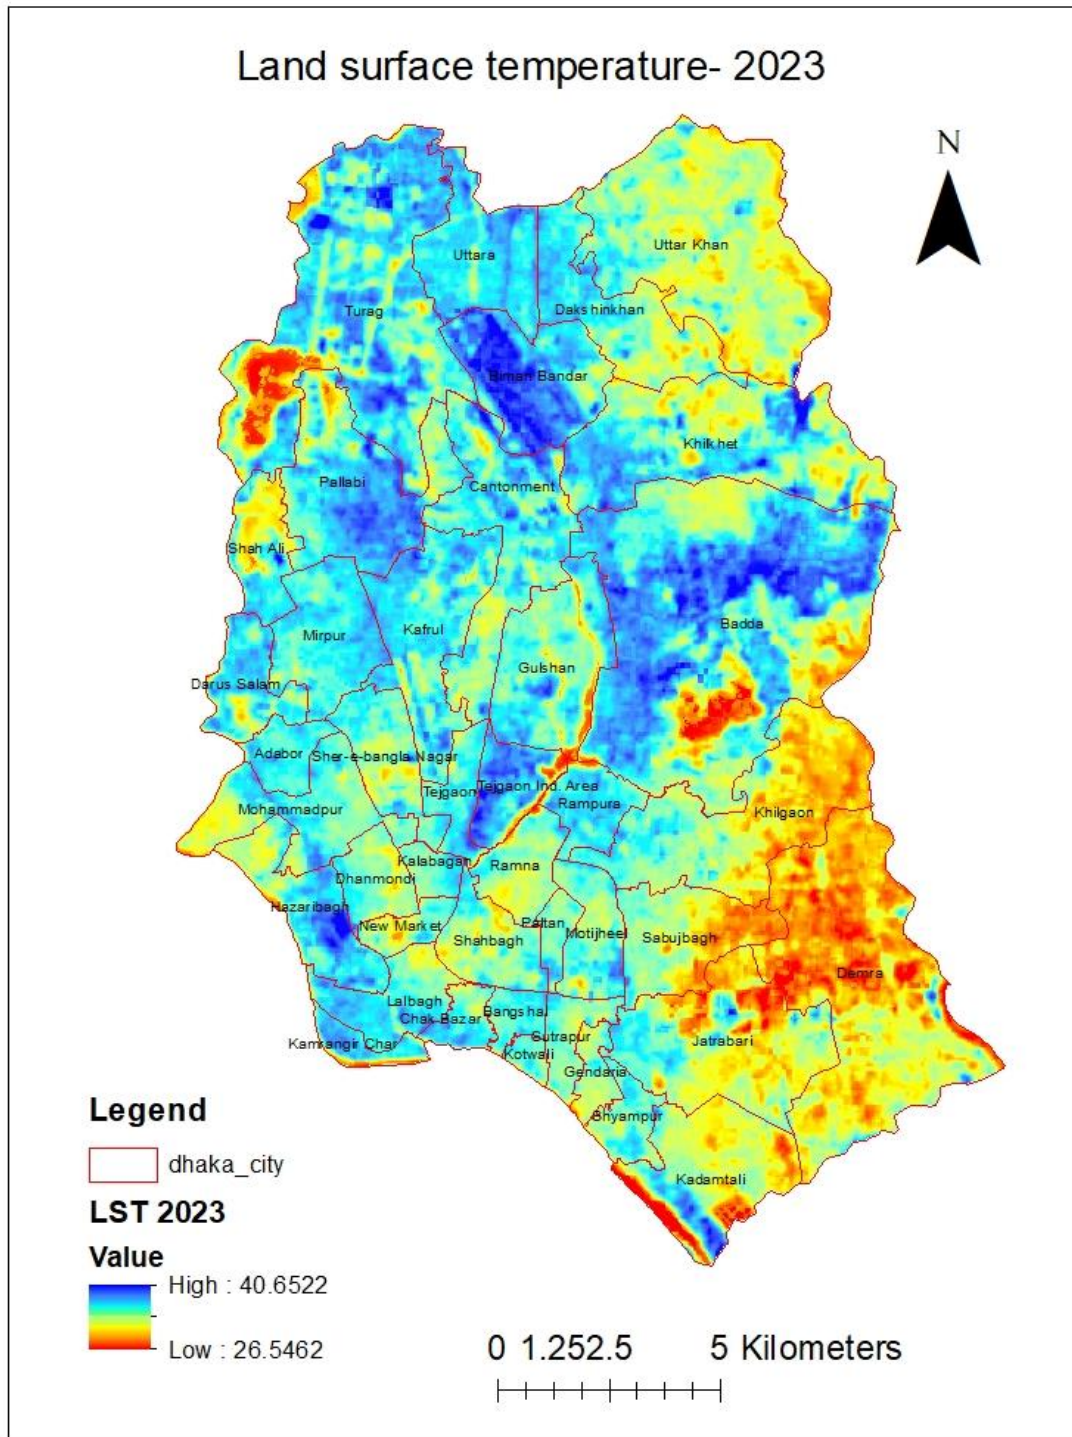 Land surface temperature- 2023
N
Uttara
Uttar Khan
Turag
Dakshinkhan
Biman Bandar
Khilkhet
Pallabi
Cantonment
Shah Ali
Badda
Mirpur
Kafrul
Gulshan
Darus Salam
Adabor
Sher-e-bangla Nagar
Tejgaon
Tejgaon Ind. Area
Rampura
Mohammadpur
Khilgaon
Kalabagan
Ramna
Dhanmondi
Hazaribagh
New Market
Shahbagh
Paltan
Motijheel
Sabujbagh
Demra
Lalbagh
Chak Bazar
Bangshal
Sutrapur
Kotwali
Kamrangir Char
Jatrabari
Gendaria
Shyampur
Kadamtali
Legend
dhaka_city
LST 2023
Value
High : 40.6522
Low : 26.5462
0 1.252.5 5 Kilometers